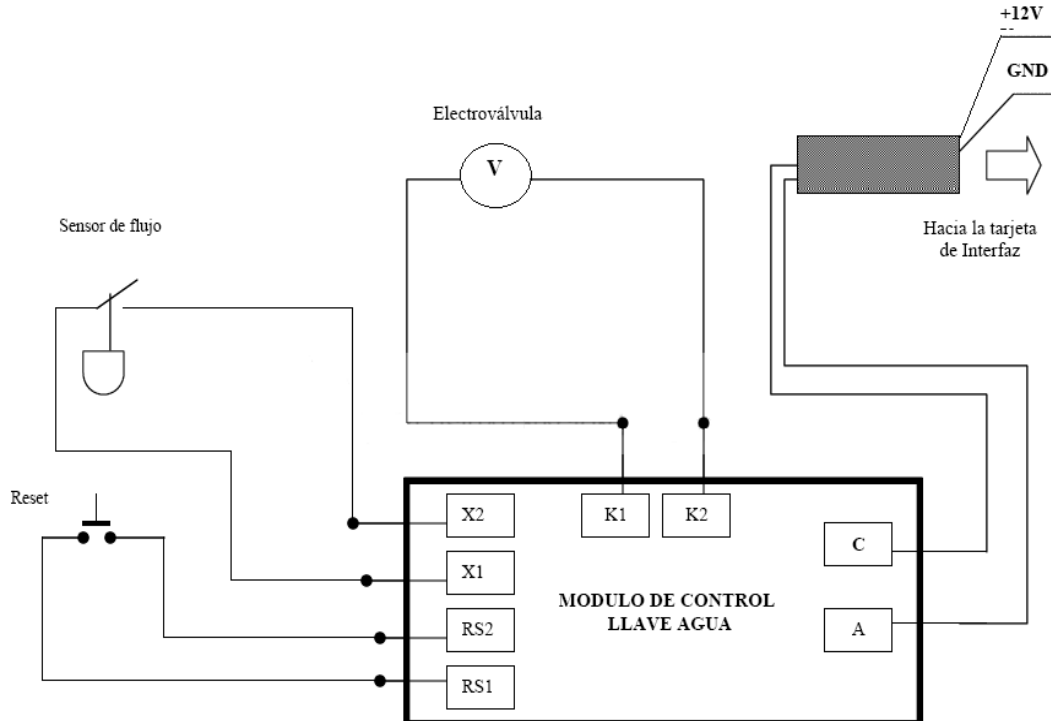 +12V
GND
Electroválvula
V
Hacia la tarjeta
de Interfaz
Sensor de flujo
Reset
X2
K1
K2
C
X1
MODULO DE CONTROL
LLAVE AGUA
A
RS2
RS1